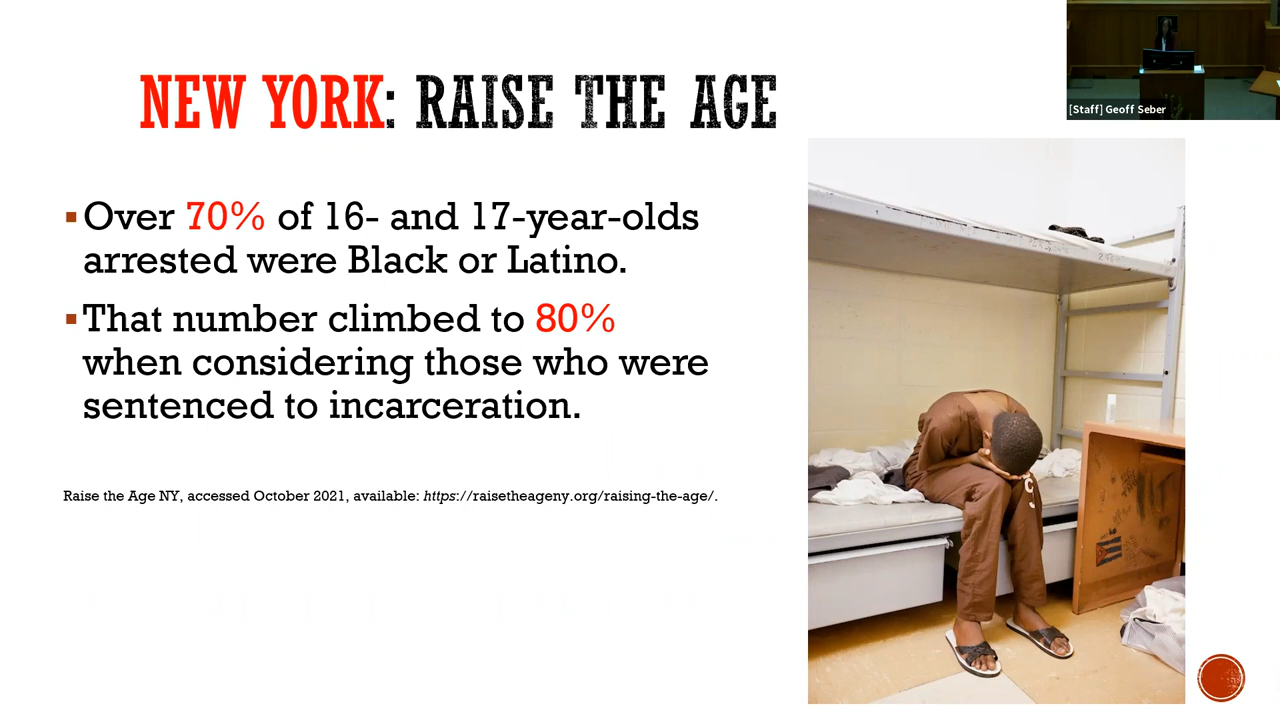 [Staff] Geoff Seber
NEW YORK: RAISE THE AGE
▪Over 70% of 16- and 17-year-olds
arrested were Black or Latino.
▪That number climbed to 80%
when considering those who were
sentenced to incarceration.
Raise the Age NY, accessed October 2021, available: https://raisetheageny.org/raising-the-age/.